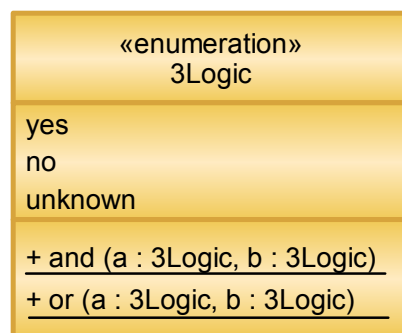 «enumeration»
3Logic
yes
no
unknown
+ and (a : 3Logic, b : 3Logic)
+ or (a : 3Logic, b : 3Logic)